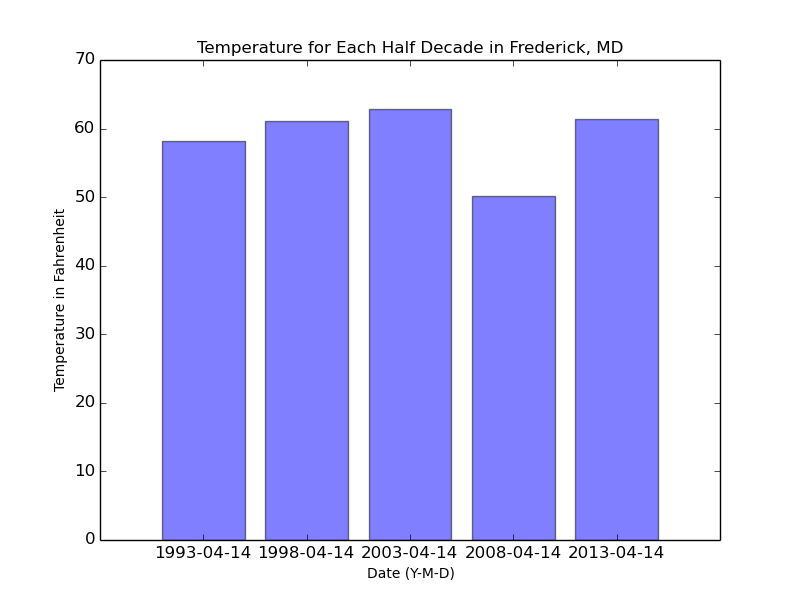 Temperature for Each Half Decade in Frederick, MD
70
60
50
40
30
20
10
0
Temperature in Fahrenheit
1993-04-14 1998-04-14 2003-04-14 2008-04-14 2013-04-14
Date (Y-M-D)